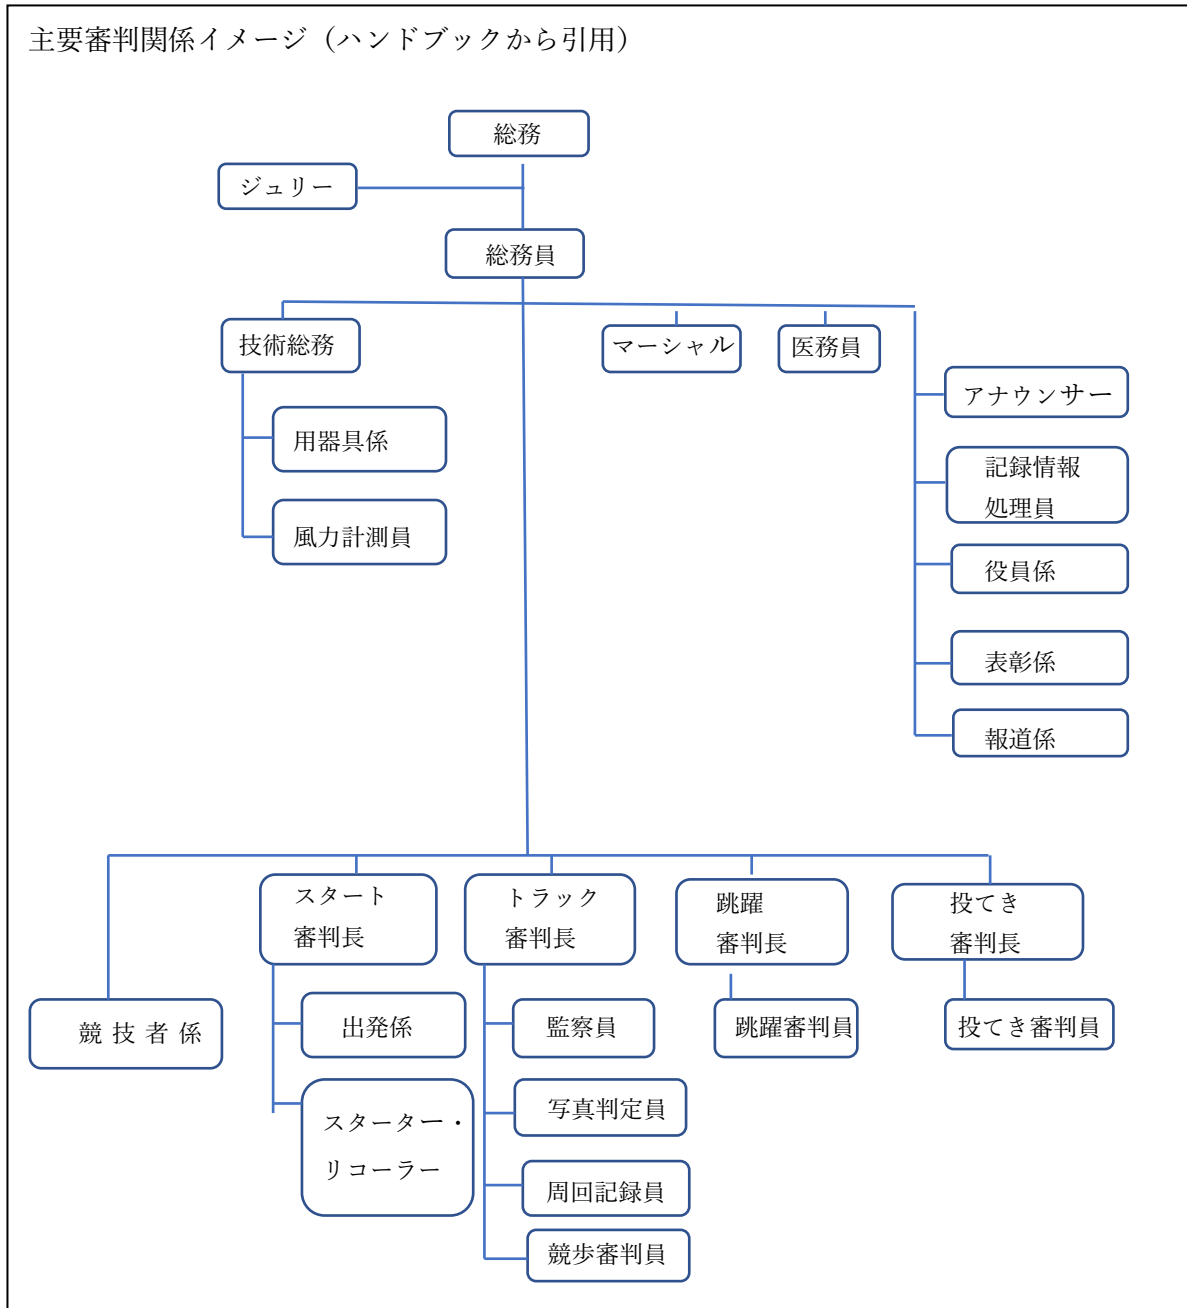 主要審判関係イメージ（ハンドブックから引用）
総務
ジュリー
総務員
技術総務
マーシャル
医務員
アナウンサー
用器具係
記録情報
処理員
風力計測員
役員係
表彰係
報道係
スタート
審判長
トラック
審判長
跳躍
審判長
投てき
審判長
競 技 者 係
出発係
監察員
跳躍審判員
投てき審判員
スターター・
リコーラー
写真判定員
周回記録員
競歩審判員